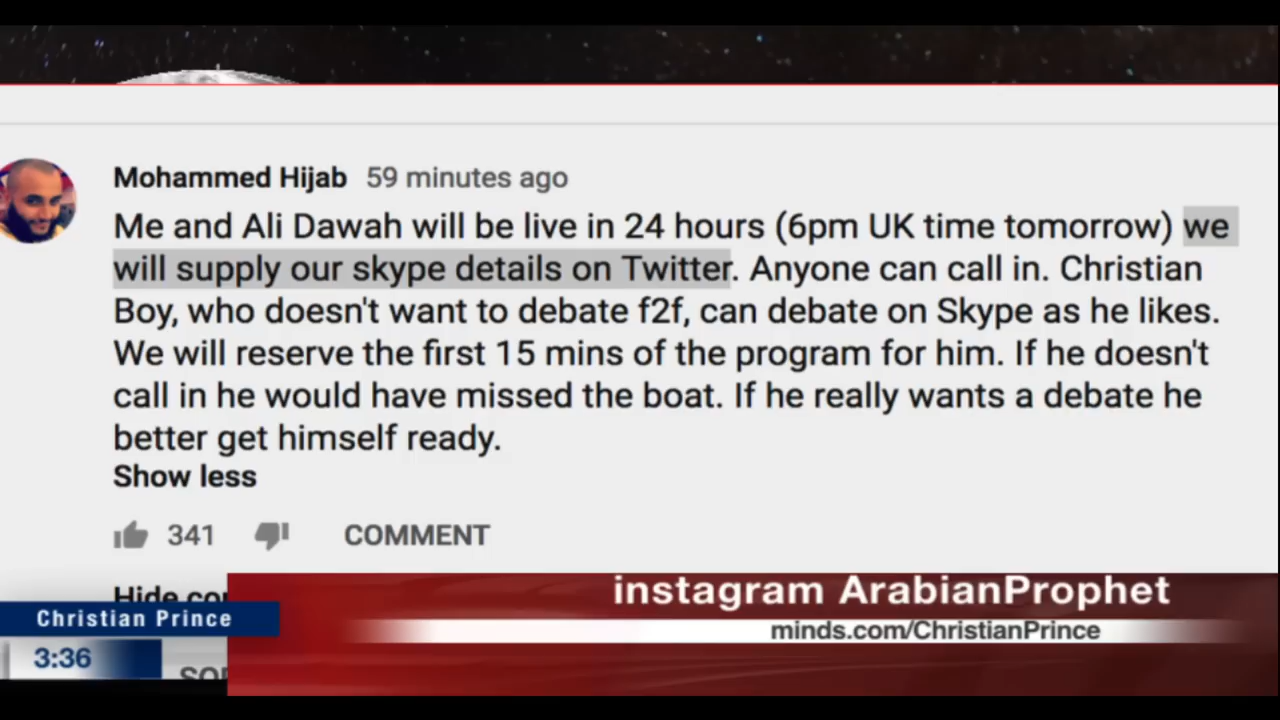 Mohammed Hijab 59 minutes ago
Me and Ali Dawah will be live in 24 hours (6pm UK time tomorrow) we
will supply our skype details on Twitter. Anyone can call in. Christian
Boy, who doesn't want to debate f2f, can debate on Skype as he likes.
We will reserve the first 15 mins of the program for him. If he doesn't
call in he would have missed the boat. If he really wants a debate he
better get himself ready.
Show less
341 COMMENT
Hide
instagram ArabianProphet
Christian Prince
minds.com/ChristianPrince
3:36